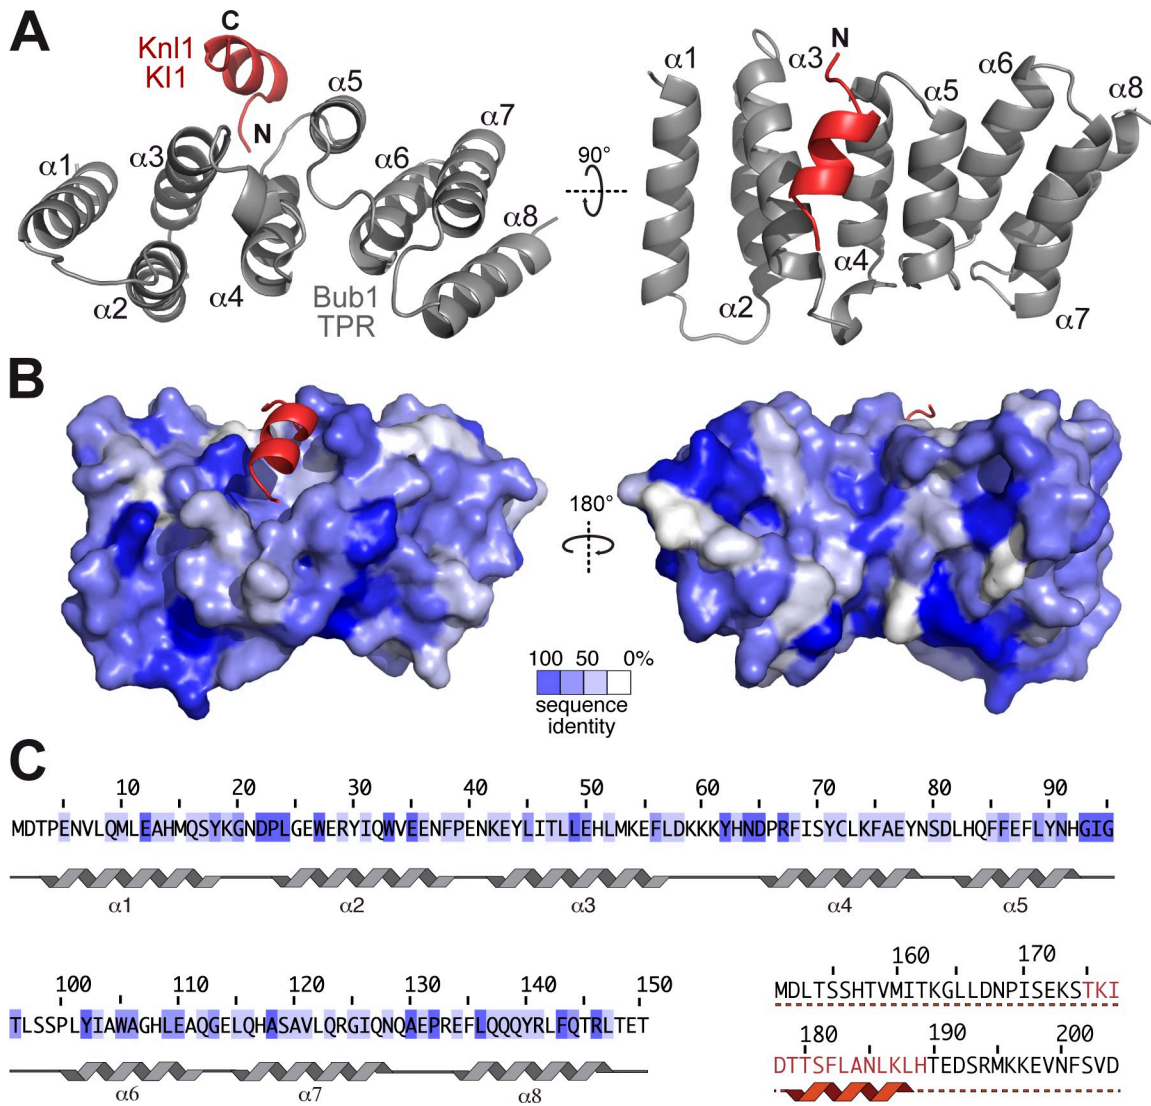 A
C
Knl1
KI1
N
α1
α2
α3
α4
α5
α6
α7
α8
Bub1
TPR
90°
α1
α2
α3
N
α4
α5
α6
α7
α8
B
180°
100 50 0%
sequence
identity
C
10 20 30 40 50 60 70 80 90
MDTPENVLQMLEAHMQSYKGNDPLGEWERYIQWVEENFPENKEYLITLLEHLMKEFLDKKKYHNDPRFISYCLKFAEYNSDLHQFFEFLYNHGIG
α1 α2 α3 α4 α5
100 110 120 130 140 150
TLSSPLYIAWAGHLEAQGELQHASAVLQRGIQNQAEPREFLQQQYRLFQTRLTET
α6 α7 α8
160 170
MDLTSSHTVMITKGLLDNPISEKSTKI
180 190 200
DTTSFLANLKLHTEDSRMKKEVNFSVD